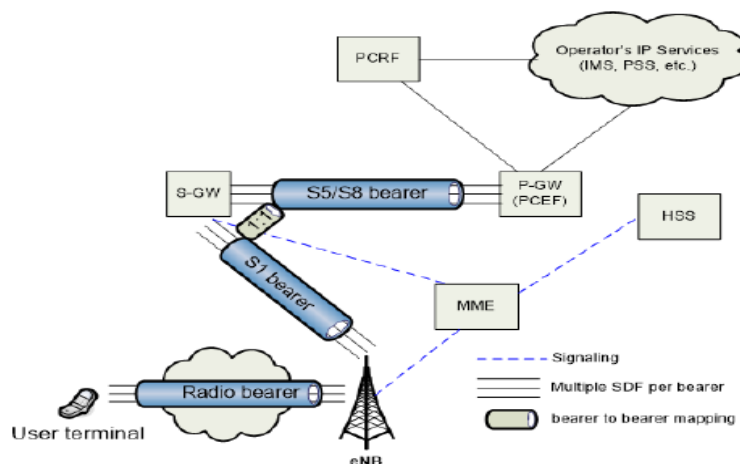 PCRF
Operator's IP Services
(IMS, PSS, etc.)
S-GW
S5/S8 bearer
P-GW
(PCEF)
HSS
1:1
S1 bearer
MME
Signaling
Radio bearer
Multiple SDF per bearer
bearer to bearer mapping
User terminal
eNB